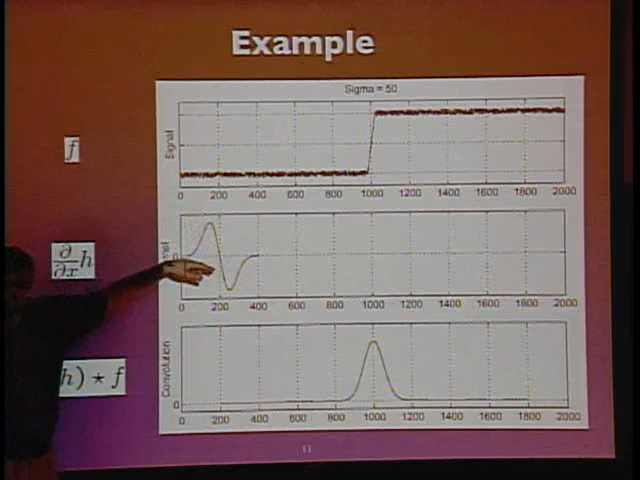 Example
Sigma = 50
f
Signal
0 200 400 600 800 1000 1200 1400 1600 1800 2000
∂/∂x h
0 200 400 600 800 1000 1200 1400 1600 1800 2000
h) ⋆ f
Convolution
0
0 200 400 600 800 1000 1200 1400 1600 1800 2000
11